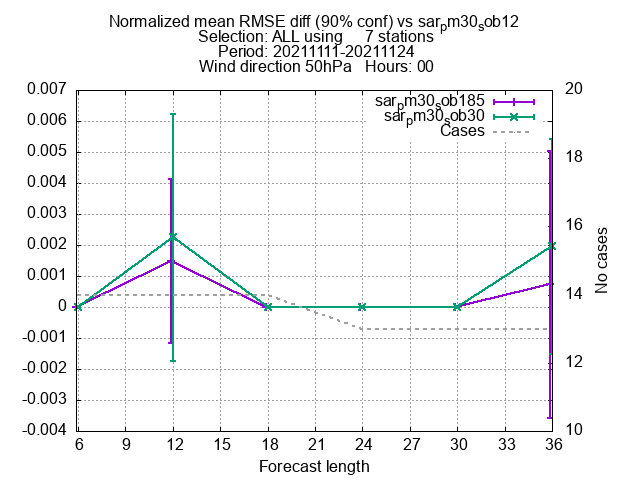 Normalized mean RMSE diff (90% conf) vs sarpm30sob12
Selection: ALL using 7 stations
Period: 20211111-20211124
Wind direction 50hPa Hours: 00
sarpm30sob185
sarpm30sob30
Cases
0.007
0.006
0.005
0.004
0.003
0.002
0.001
0
-0.001
-0.002
-0.003
-0.004
20
18
16
14
12
10
No cases
6 9 12 15 18 21 24 27 30 33 36
Forecast length